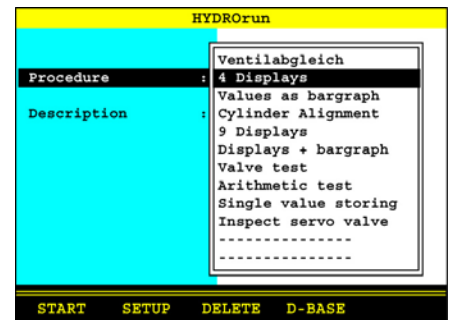 HYDROrun
Ventilabgleich
Procedure : 4 Displays
Values as bargraph
Description : Cylinder Alignment
9 Displays
Displays + bargraph
Valve test
Arithmetic test
Single value storing
Inspect servo valve
---------------
---------------
START SETUP DELETE D-BASE